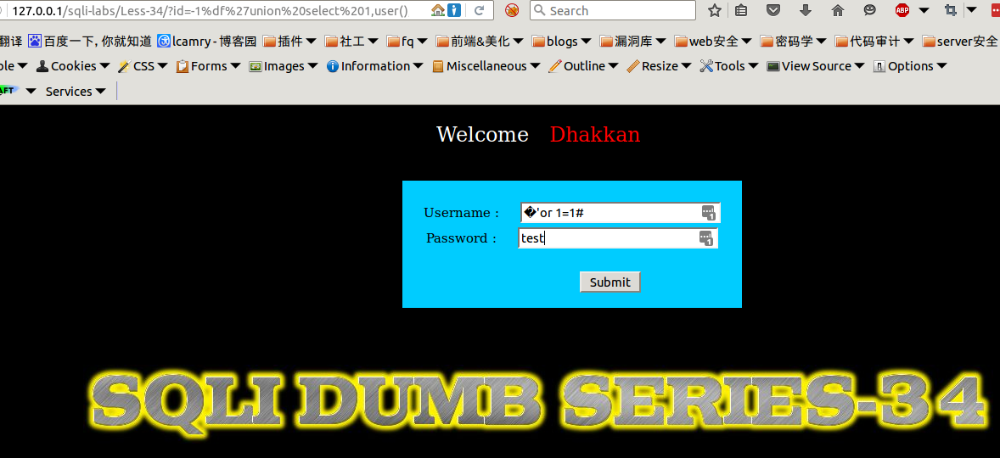 127.0.0.1/sqli-labs/Less-34/?id=-1%df%27union%20select%201,user() Search
翻译 百度一下,你就知道 lcamry - 博客园 插件 社工 fq 前端&美化 blogs 漏洞库 web安全 密码学 代码审计 server安全
ole Cookies CSS Forms Images Information Miscellaneous Outline Resize Tools View Source Options
AFT Services
Welcome Dhakkan
Username : �'or 1=1#
Password : test
Submit
SQLI DUMB SERIES-34